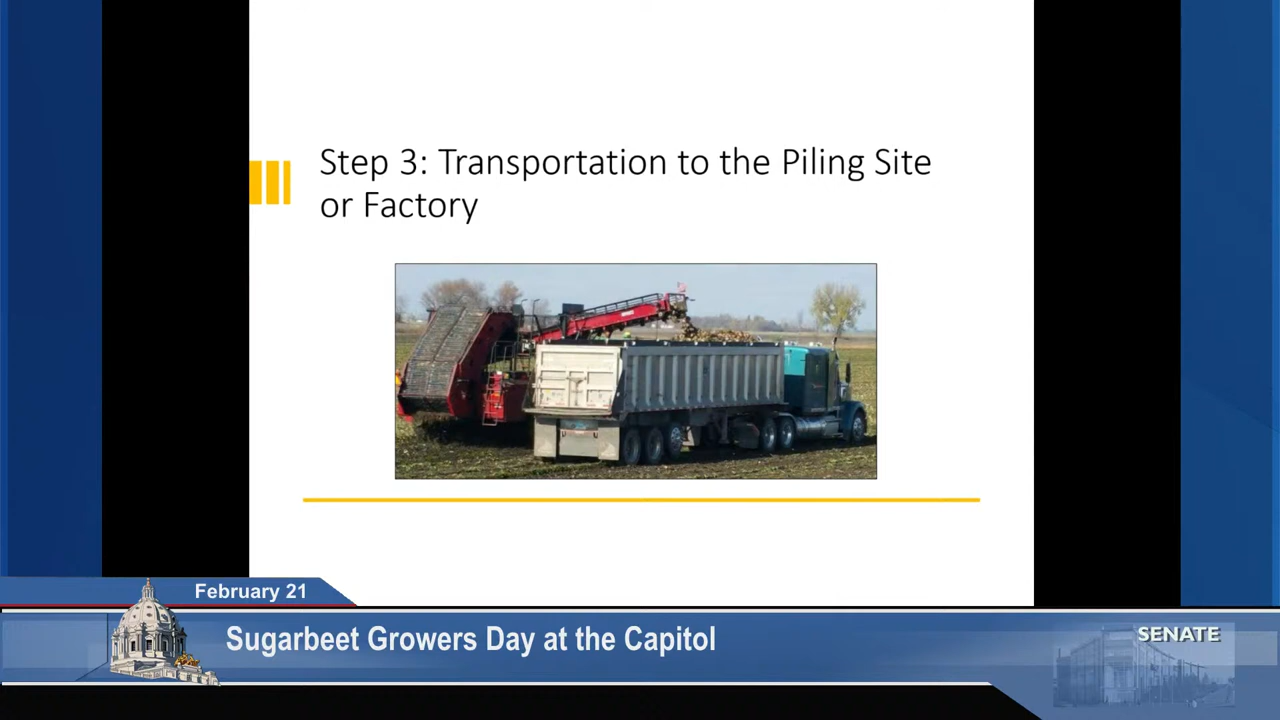 Step 3: Transportation to the Piling Site
or Factory
February 21
Sugarbeet Growers Day at the Capitol
SENATE